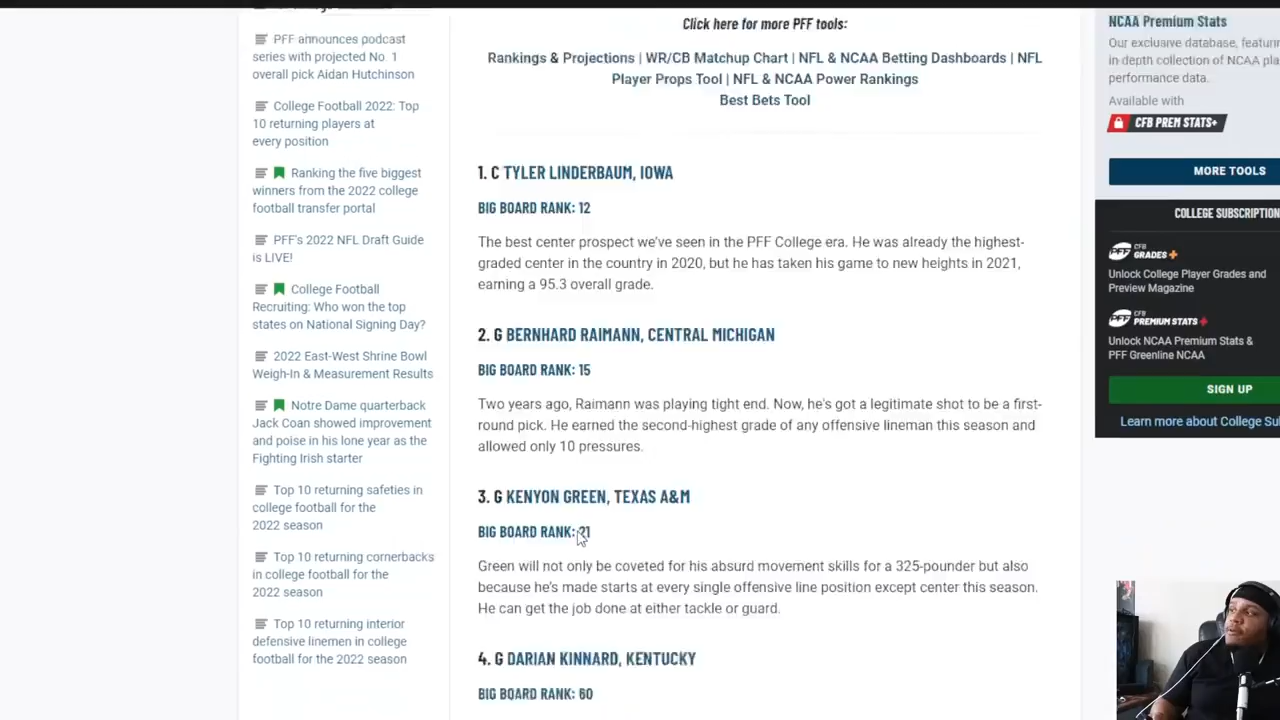 PFF announces podcast
series with projected No. 1
overall pick Aidan Hutchinson
College Football 2022: Top
10 returning players at
every position
Ranking the five biggest
winners from the 2022 college
football transfer portal
PFF's 2022 NFL Draft Guide
is LIVE!
College Football
Recruiting: Who won the top
states on National Signing Day?
2022 East-West Shrine Bowl
Weigh-In & Measurement Results
Notre Dame quarterback
Jack Coan showed improvement
and poise in his lone year as the
Fighting Irish starter
Top 10 returning safeties in
college football for the
2022 season
Top 10 returning cornerbacks
in college football for the
2022 season
Top 10 returning interior
defensive linemen in college
football for the 2022 season
Click here for more PFF tools:
Rankings & Projections | WR/CB Matchup Chart | NFL & NCAA Betting Dashboards | NFL
Player Props Tool | NFL & NCAA Power Rankings
Best Bets Tool
1. C TYLER LINDERBAUM, IOWA
BIG BOARD RANK: 12
The best center prospect we've seen in the PFF College era. He was already the highest-
graded center in the country in 2020, but he has taken his game to new heights in 2021,
earning a 95.3 overall grade.
2. G BERNHARD RAIMANN, CENTRAL MICHIGAN
BIG BOARD RANK: 15
Two years ago, Raimann was playing tight end. Now, he's got a legitimate shot to be a first-
round pick. He earned the second-highest grade of any offensive lineman this season and
allowed only 10 pressures.
3. G KENYON GREEN, TEXAS A&M
BIG BOARD RANK: 21
Green will not only be coveted for his absurd movement skills for a 325-pounder but also
because he's made starts at every single offensive line position except center this season.
He can get the job done at either tackle or guard.
4. G DARIAN KINNARD, KENTUCKY
BIG BOARD RANK: 60
NCAA Premium Stats
Our exclusive database, featuring
in-depth collection of NCAA
performance data.
Available with
CFB PREM STATS+
MORE TOOLS
COLLEGE SUBSCRIPTION
PFF CFB GRADES+
Unlock College Player Grades and
Preview Magazine
PFF CFB PREMIUM STATS+
Unlock NCAA Premium Stats &
PFF Greenline NCAA
SIGN UP
Learn more about College